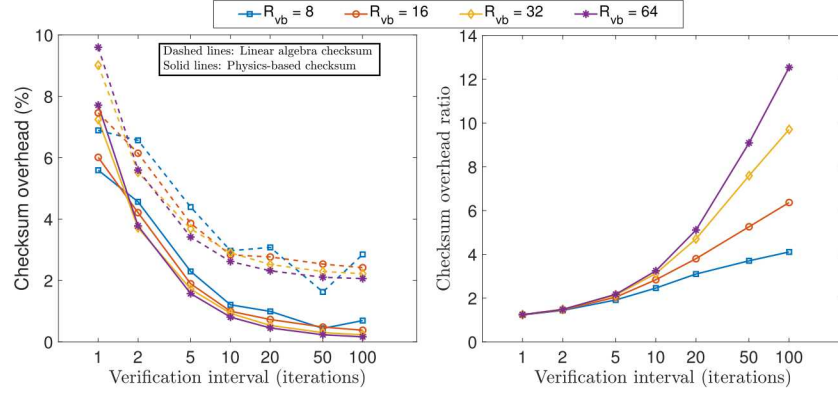 R_vb = 8 R_vb = 16 R_vb = 32 R_vb = 64
Dashed lines: Linear algebra checksum
Solid lines: Physics-based checksum
Checksum overhead (%)
10
8
6
4
2
0
1 2 5 10 20 50 100
Verification interval (iterations)
Checksum overhead ratio
14
12
10
8
6
4
2
0
1 2 5 10 20 50 100
Verification interval (iterations)